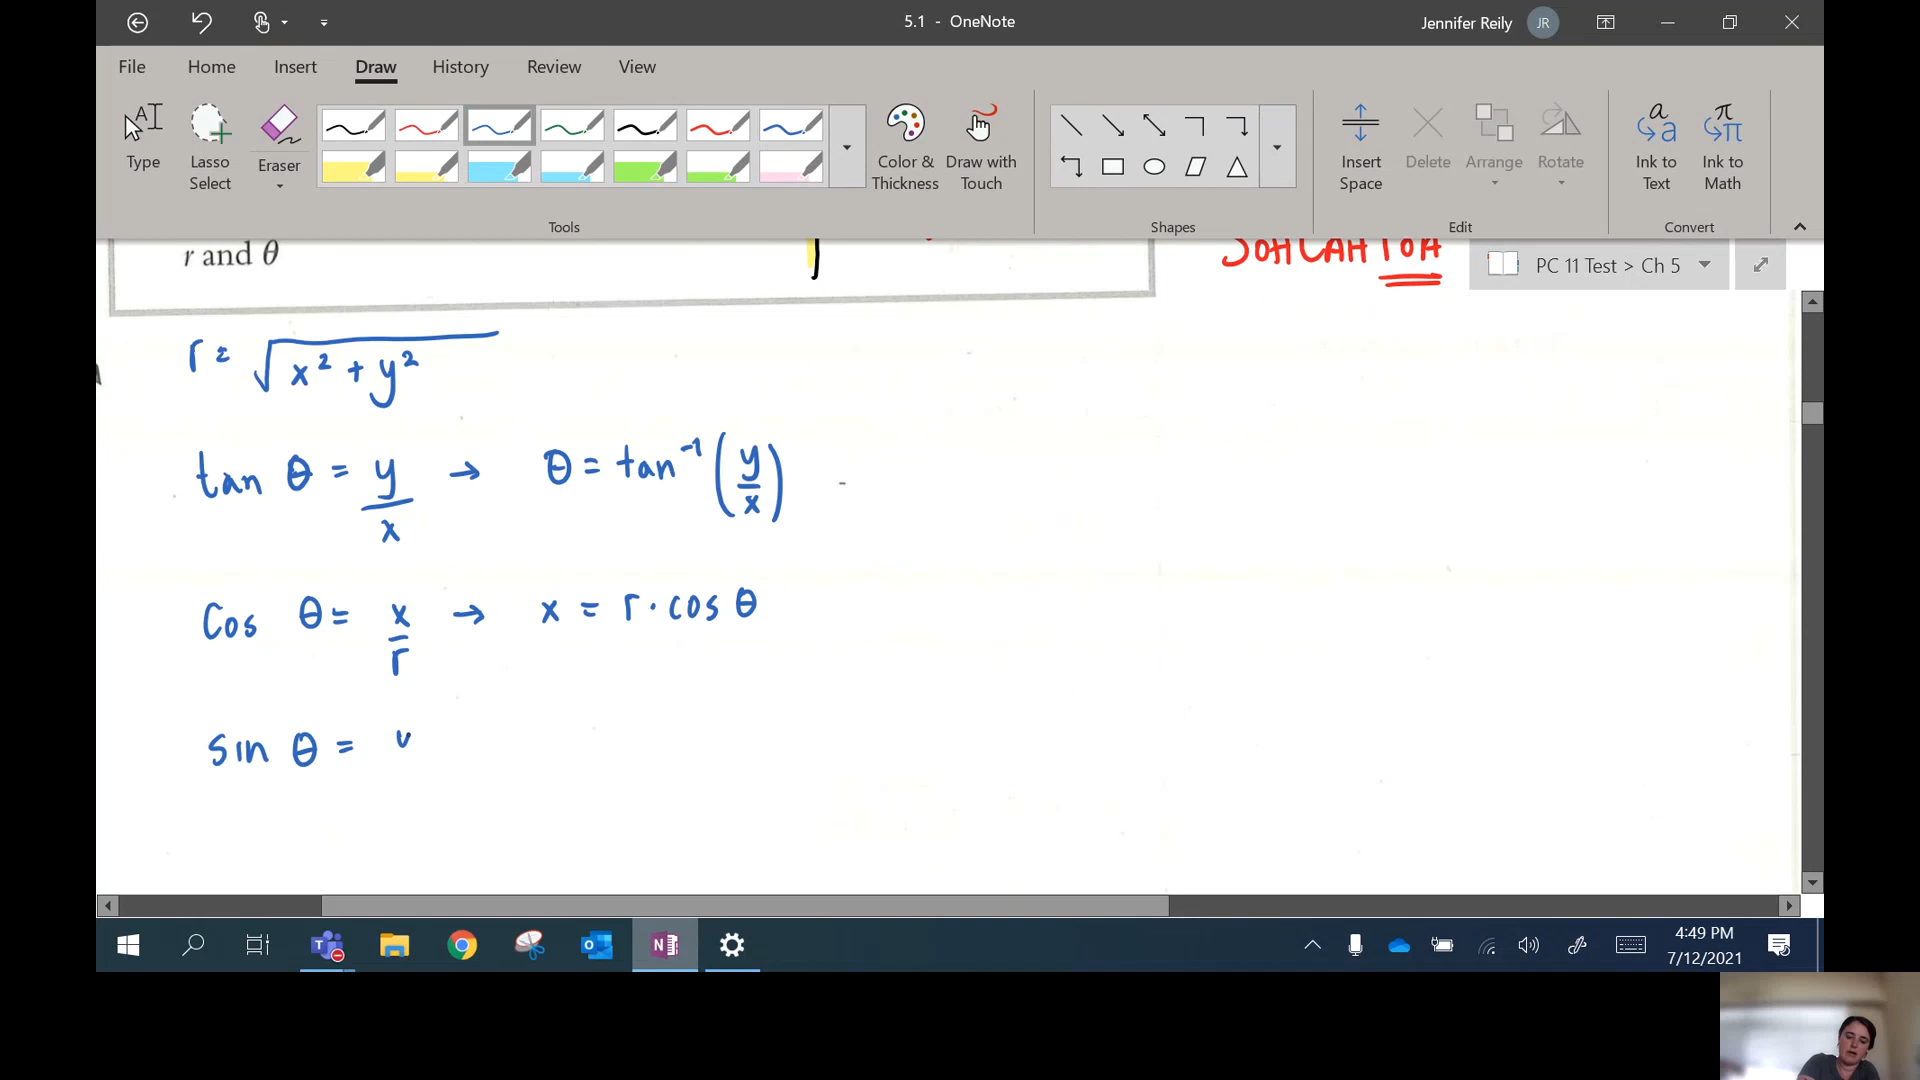 5.1 - OneNote
Jennifer Reily
JR
File Home Insert Draw History Review View
Type
Lasso Select
Eraser
Color & Thickness
Draw with Touch
Insert Space
Delete
Arrange
Rotate
Ink to Text
Ink to Math
Tools
Shapes
Edit
Convert
r and θ
SOHCAHTOA
PC 11 Test > Ch 5
r = √x² + y²
tan θ = y/x → θ = tan⁻¹(y/x)
cos θ = x/r → x = r · cos θ
sin θ =
4:49 PM
7/12/2021